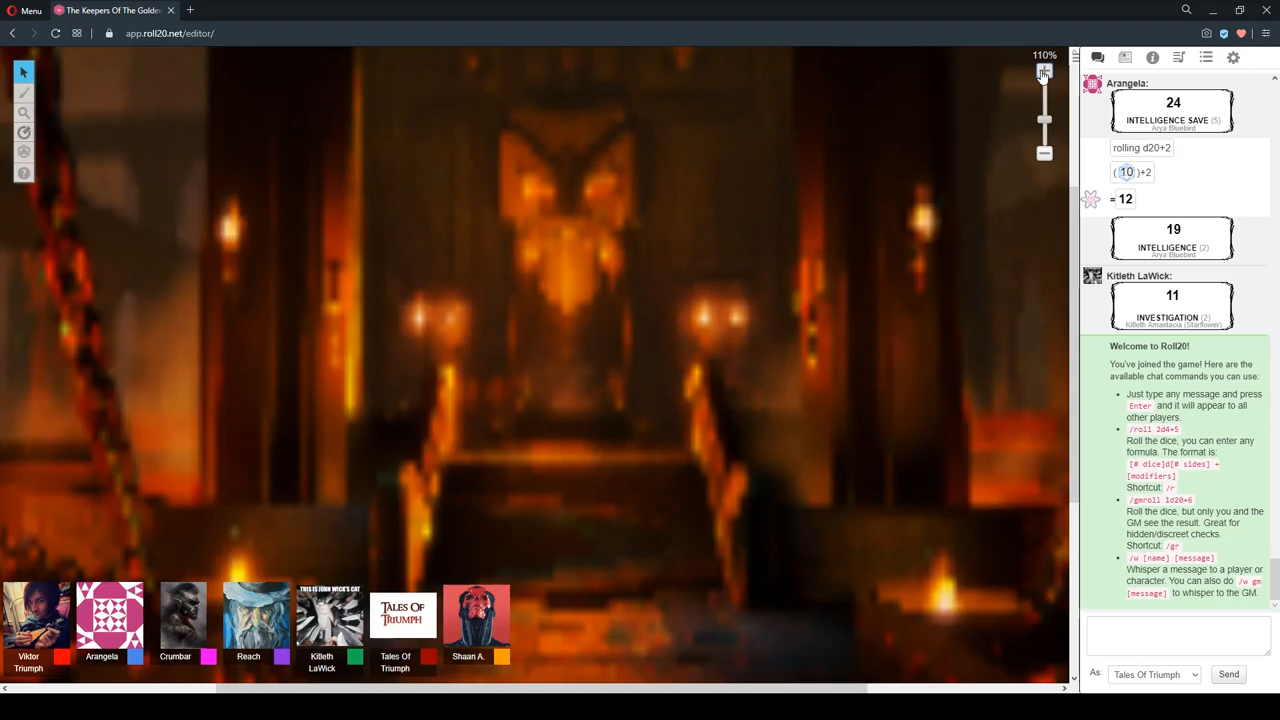 Menu
The Keepers Of The Golden
app.roll20.net/editor/
110%
Arangela:
24
INTELLIGENCE SAVE (5)
Arya Bluebird
rolling d20+2
( 10 )+2
= 12
19
INTELLIGENCE (2)
Arya Bluebird
Kitleth LaWick:
11
INVESTIGATION (2)
Kitleth Amastacia (Starflower)
Welcome to Roll20!
You've joined the game! Here are the
available chat commands you can use:
Just type any message and press
Enter and it will appear to all
other players.
/roll 2d4+5
Roll the dice, you can enter any
formula. The format is:
[# dice]d[# sides] +
[modifiers]
Shortcut: /r
/gmroll 1d20+6
Roll the dice, but only you and the
GM see the result. Great for
hidden/discreet checks.
Shortcut: /gr
/w [name] [message]
Whisper a message to a player or
character. You can also do /w gm
[message] to whisper to the GM.
THIS IS JOHN WICK'S CAT
TALES OF
TRIUMPH
Viktor
Triumph
Arangela
Crumbar
Reach
Kitleth
LaWick
Tales Of
Triumph
Shaan A.
As:
Tales Of Triumph
Send